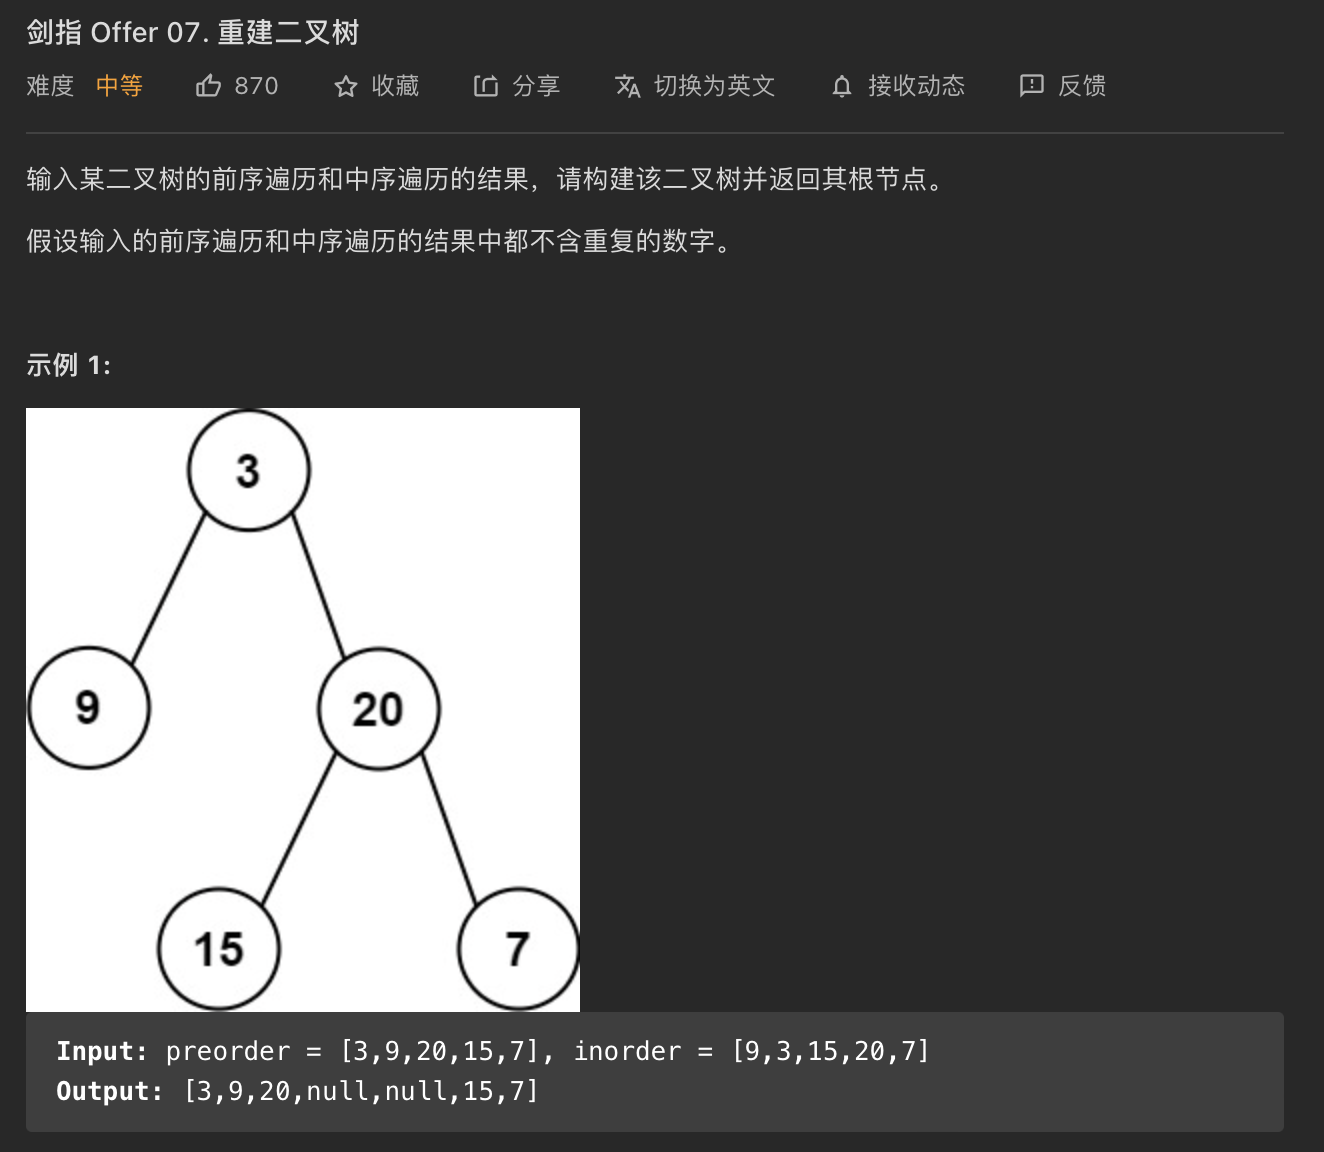 剑指 Offer 07. 重建二叉树
难度 中等 870 收藏 分享 切换为英文 接收动态 反馈
输入某二叉树的前序遍历和中序遍历的结果，请构建该二叉树并返回其根节点。
假设输入的前序遍历和中序遍历的结果中都不含重复的数字。
示例 1:
3
9 20
15 7
Input: preorder = [3,9,20,15,7], inorder = [9,3,15,20,7]
Output: [3,9,20,null,null,15,7]